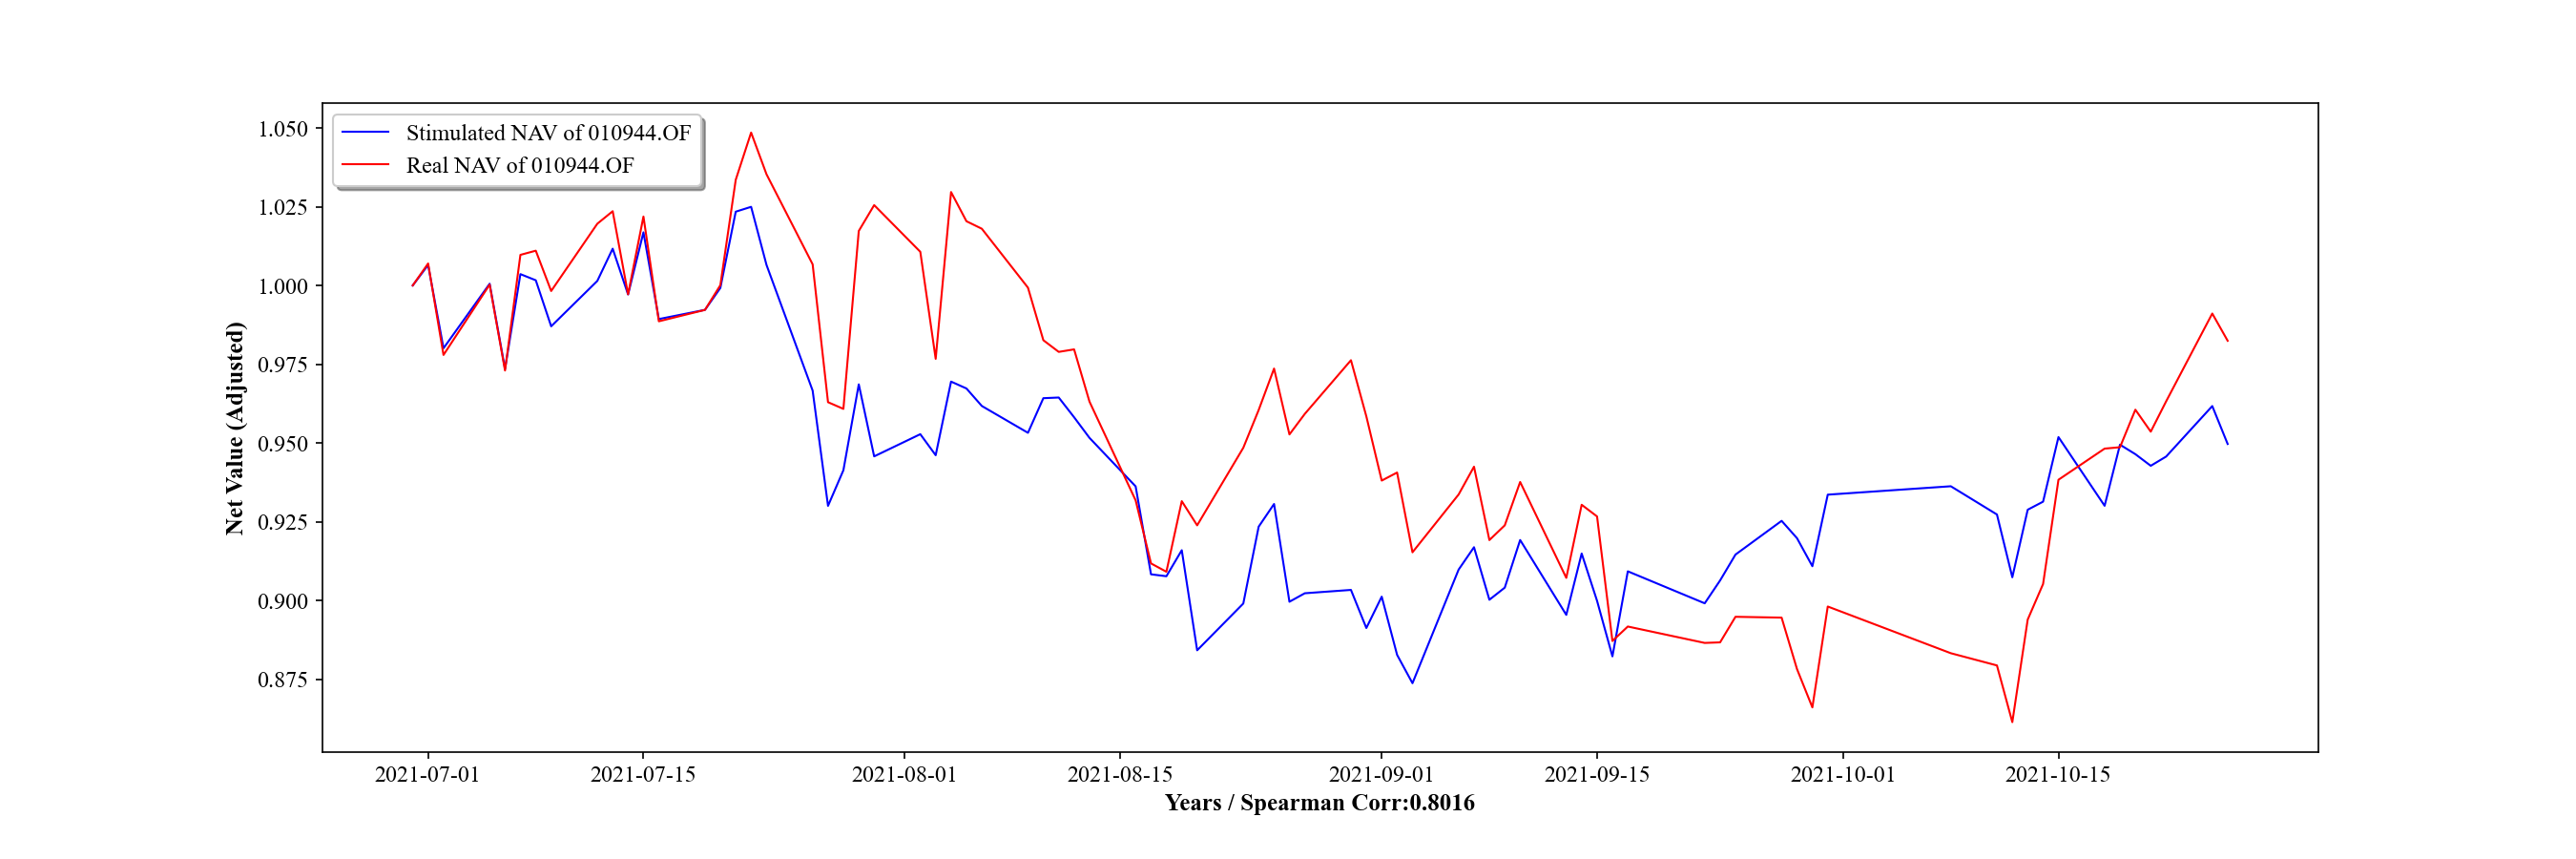 Stimulated NAV of 010944.OF
Real NAV of 010944.OF
1.050
1.025
1.000
0.975
0.950
0.925
0.900
0.875
Net Value (Adjusted)
2021-07-01 2021-07-15 2021-08-01 2021-08-15 2021-09-01 2021-09-15 2021-10-01 2021-10-15
Years / Spearman Corr:0.8016